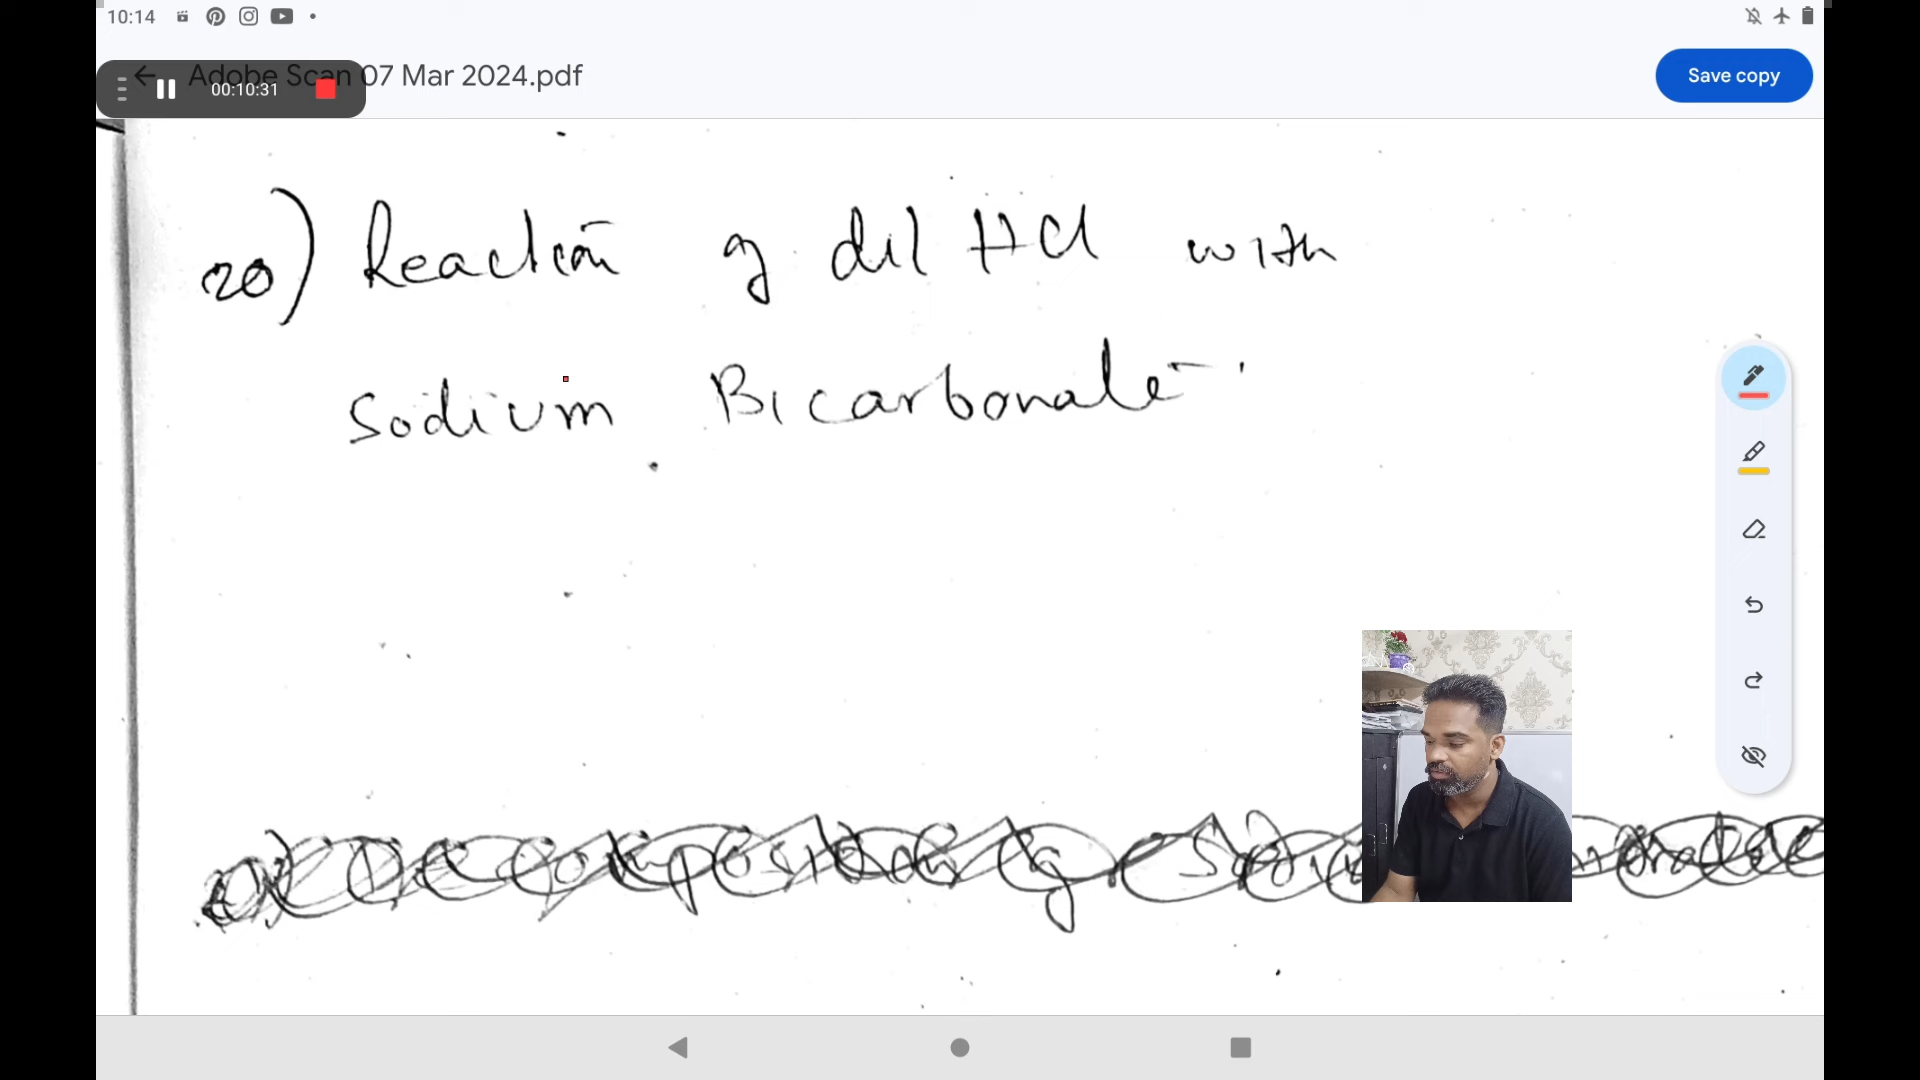 10:14
Adobe Scan 07 Mar 2024.pdf
00:10:31
Save copy
20) Reaction of dil HCl with
Sodium Bicarbonate